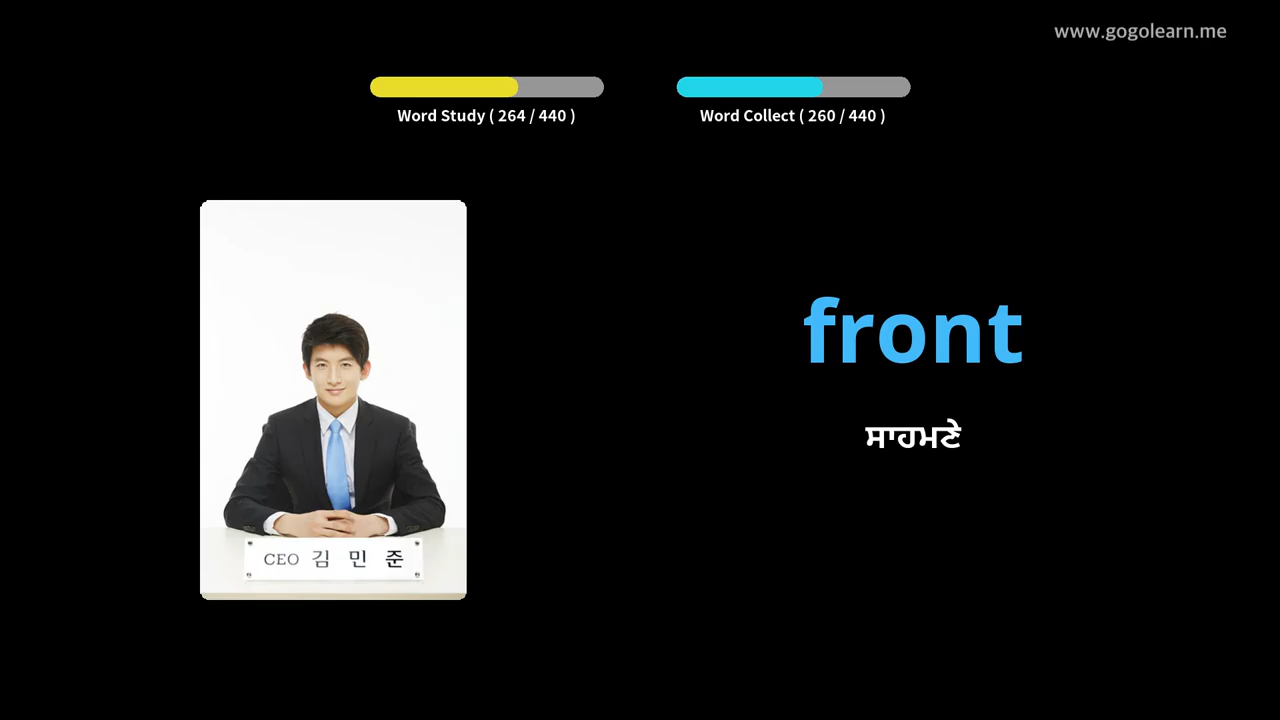 www.gogolearn.me
Word Study ( 264 / 440 )
Word Collect ( 260 / 440 )
front
ਸਾਹਮਣੇ
CEO 김 민 준